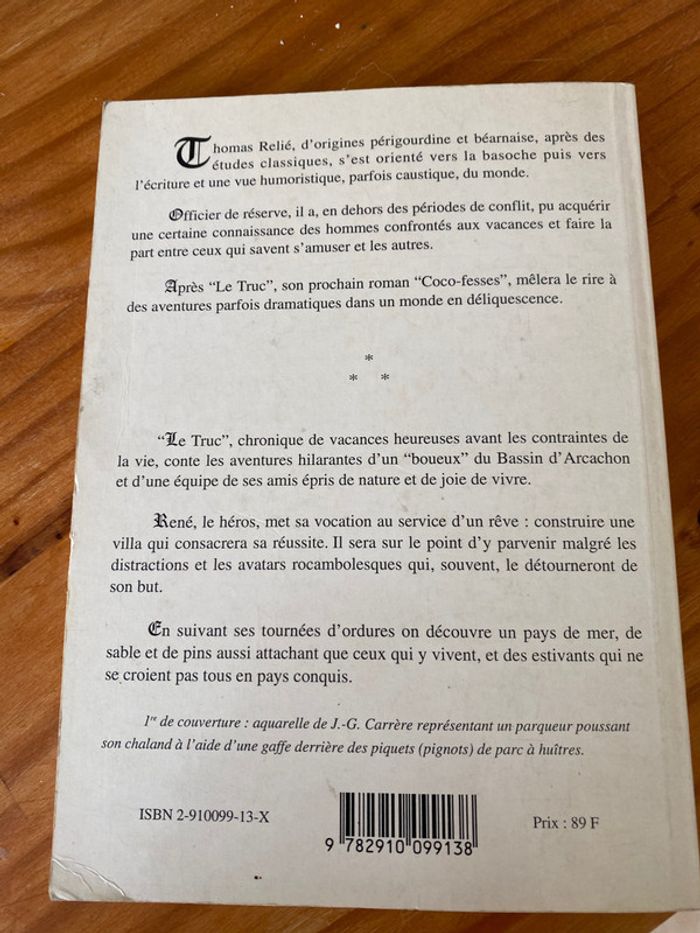 Thomas Relié, d'origines périgourdine et béarnaise, après des
études classiques, s'est orienté vers la basoche puis vers
l'écriture et une vue humoristique, parfois caustique, du monde.
Officier de réserve, il a, en dehors des périodes de conflit, pu acquérir
une certaine connaissance des hommes confrontés aux vacances et faire la
part entre ceux qui savent s'amuser et les autres.
Après "Le Truc", son prochain roman "Coco-fesses", mêlera le rire à
des aventures parfois dramatiques dans un monde en déliquescence.
*
* *
"Le Truc", chronique de vacances heureuses avant les contraintes de
la vie, conte les aventures hilarantes d'un "boueux" du Bassin d'Arcachon
et d'une équipe de ses amis épris de nature et de joie de vivre.
René, le héros, met sa vocation au service d'un rêve : construire une
villa qui consacrera sa réussite. Il sera sur le point d'y parvenir malgré les
distractions et les avatars rocambolesques qui, souvent, le détourneront de
son but.
En suivant ses tournées d'ordures on découvre un pays de mer, de
sable et de pins aussi attachant que ceux qui y vivent, et des estivants qui ne
se croient pas tous en pays conquis.
1re de couverture : aquarelle de J.-G. Carrère représentant un parqueur poussant
son chaland à l'aide d'une gaffe derrière des piquets (pignots) de parc à huîtres.
ISBN 2-910099-13-X
Prix : 89 F
9 782910 099138